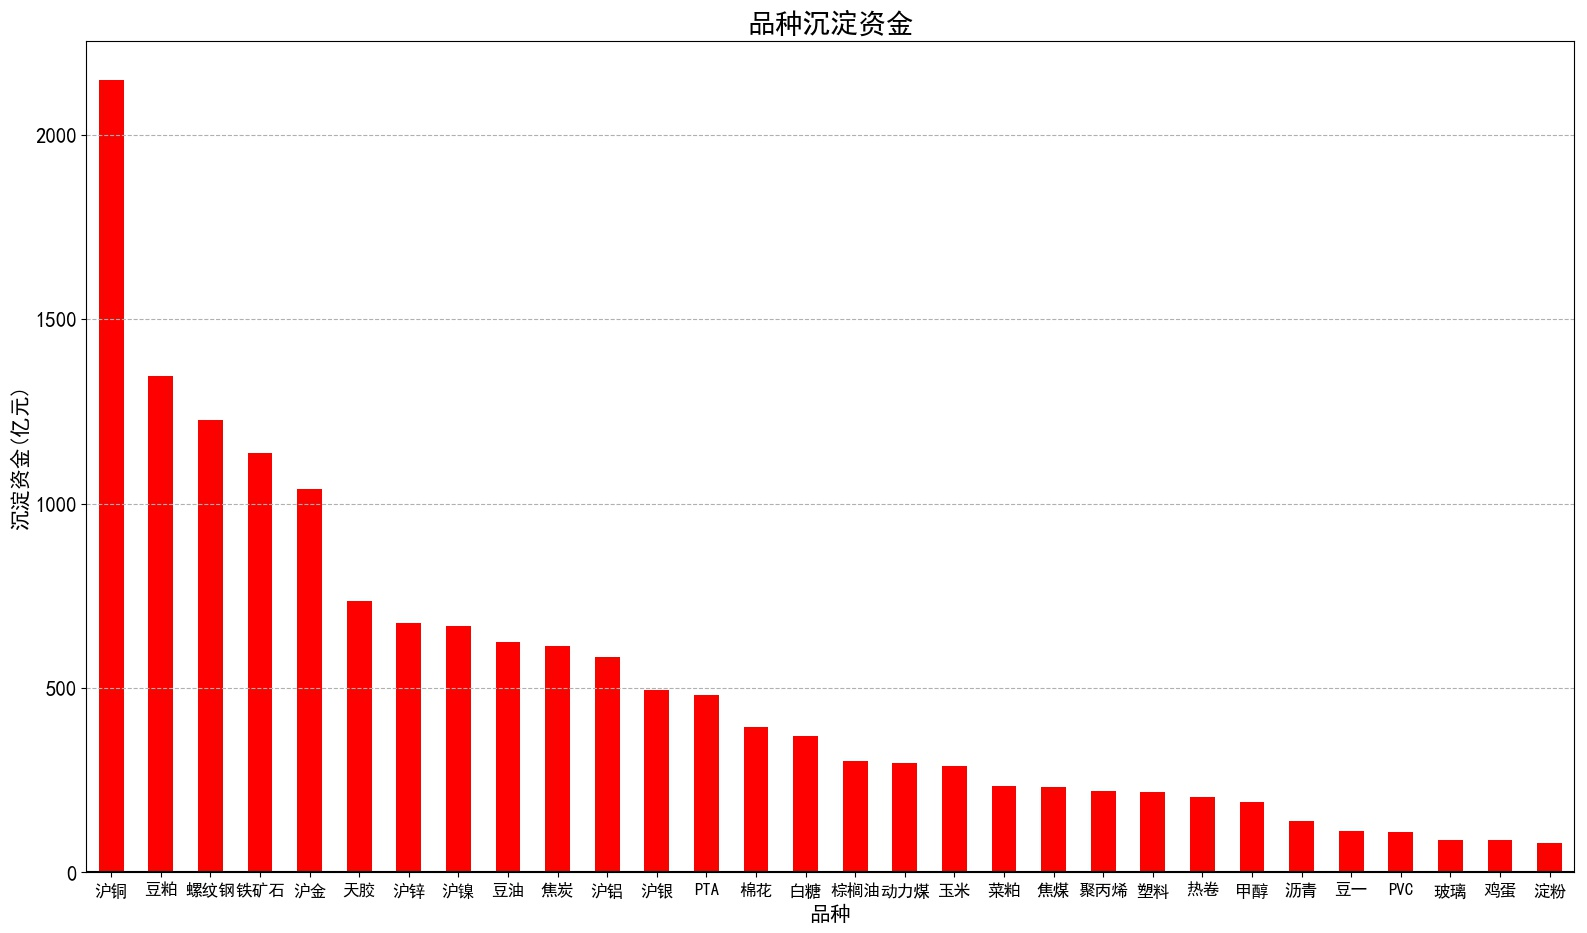 品种沉淀资金
沉淀资金(亿元)
2000
1500
1000
500
0
沪铜 豆粕 螺纹钢 铁矿石 沪金 天胶 沪锌 沪镍 豆油 焦炭 沪铝 沪银 PTA 棉花 白糖 棕榈油 动力煤 玉米 菜粕 焦煤 聚丙烯 塑料 热卷 甲醇 沥青 豆一 PVC 玻璃 鸡蛋 淀粉
品种